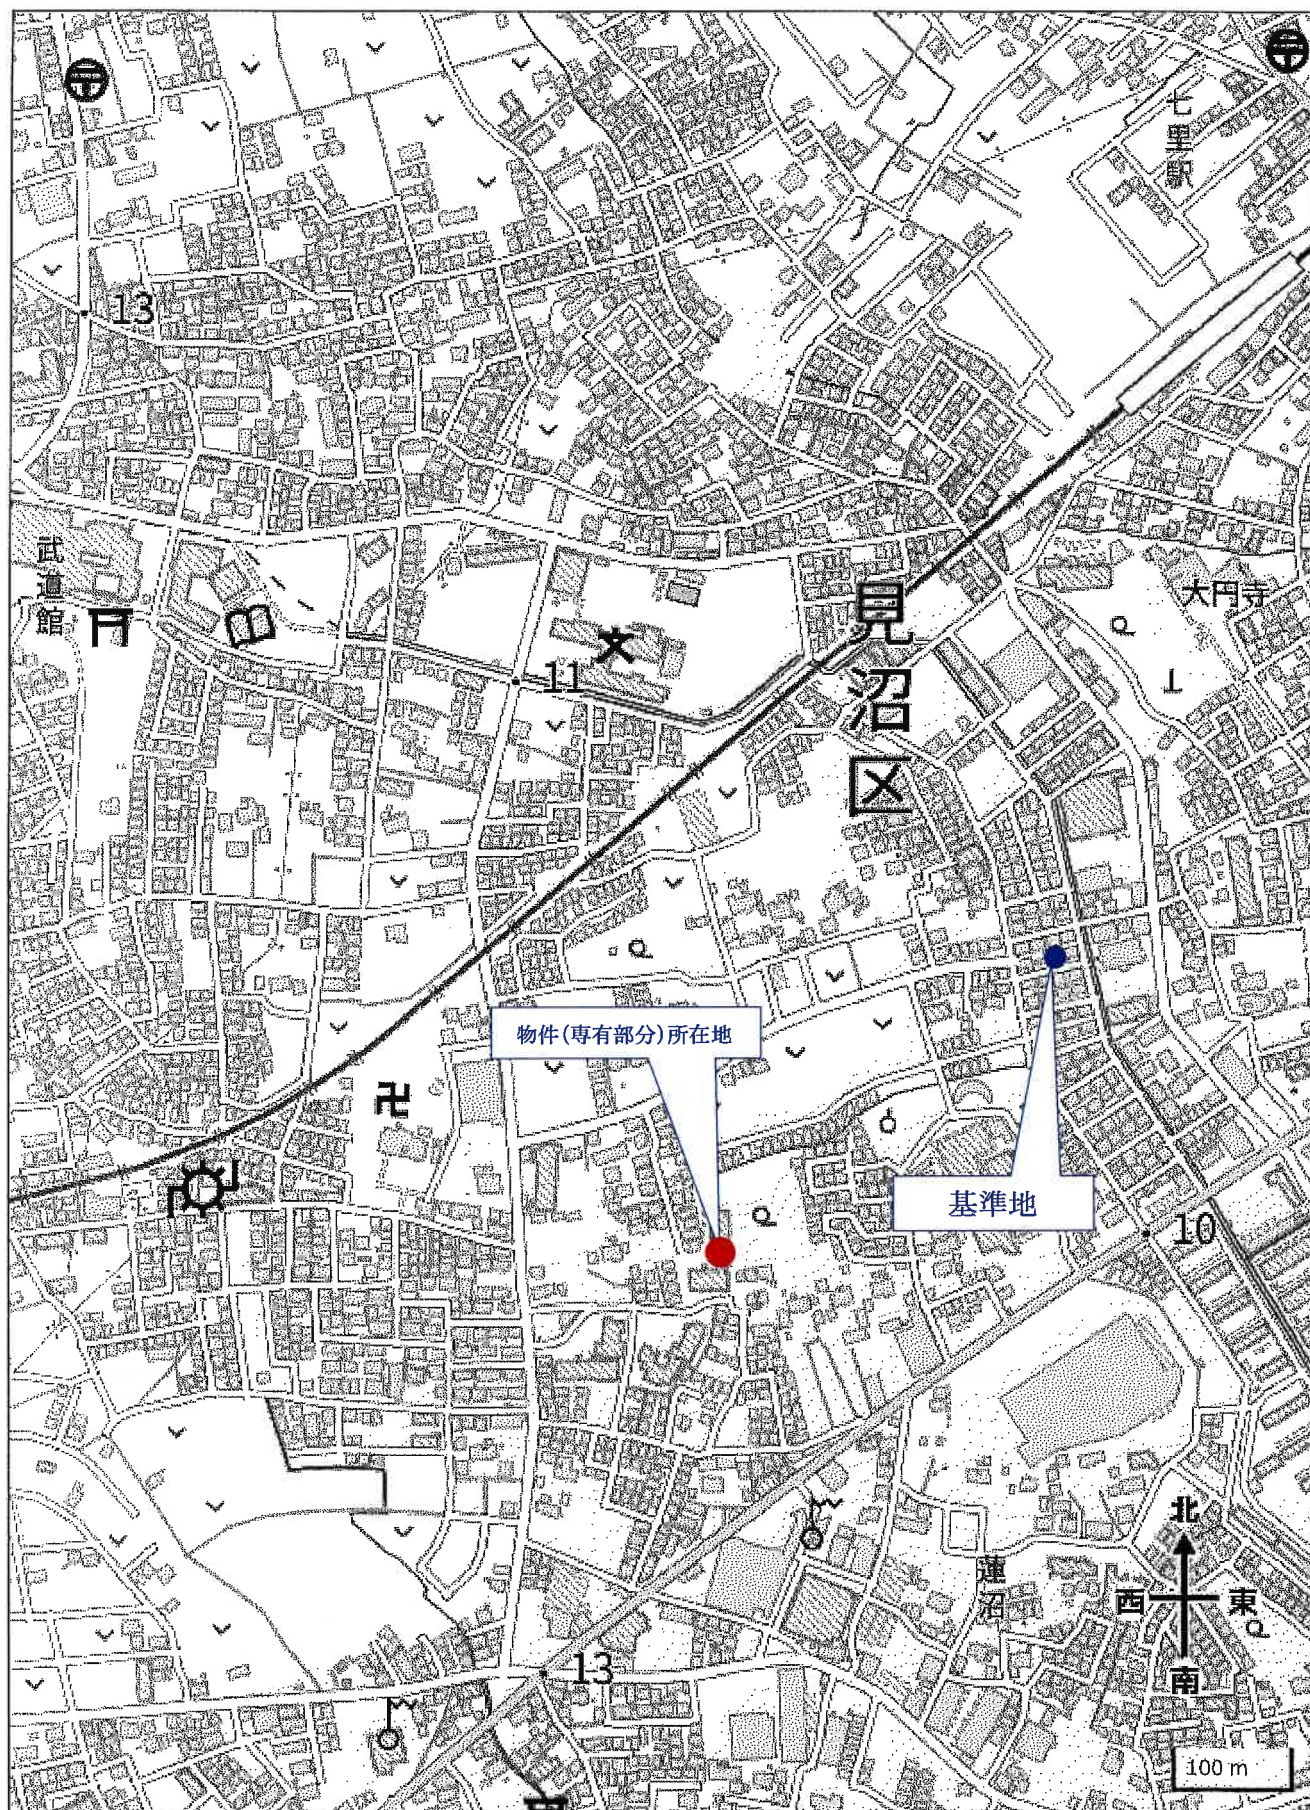 七里駅
13
武道館
大円寺
11
見沼区
物件(専有部分)所在地
基準地
10
北
西
東
南
蓮沼
13
100 m